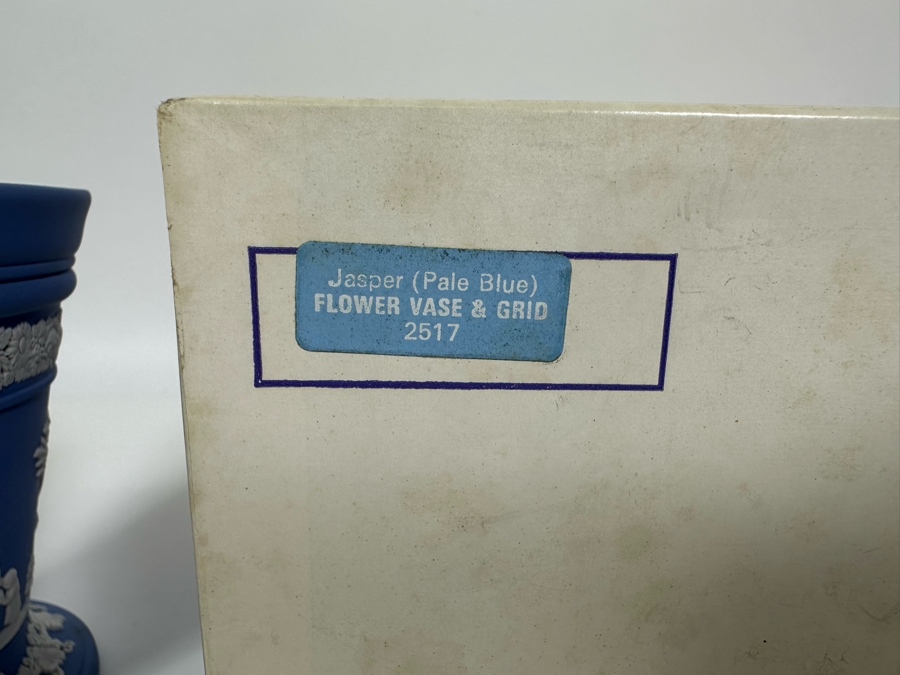 Jasper (Pale Blue)
FLOWER VASE & GRID
2517